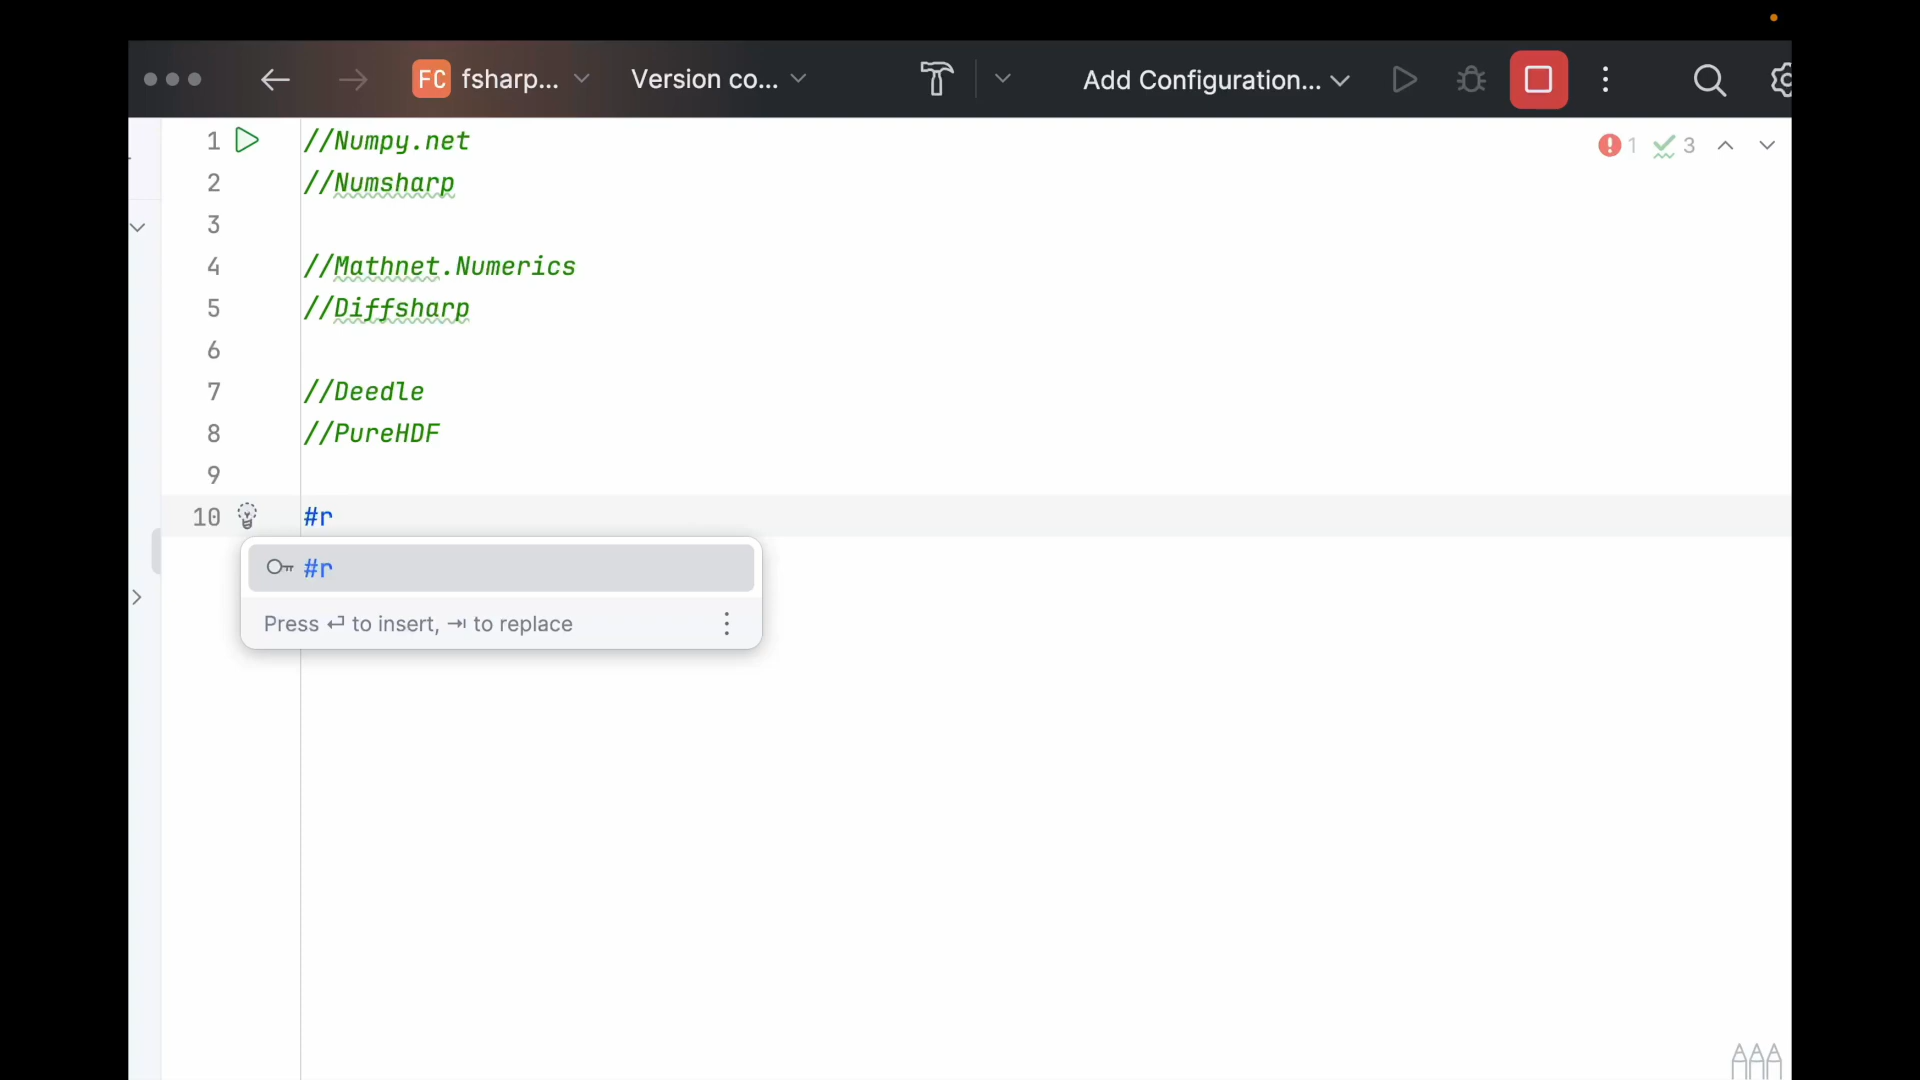 FC fsharp... Version co... Add Configuration...
1 //Numpy.net
1 3
2 //Numsharp
3
4 //Mathnet.Numerics
5 //Diffsharp
6
7 //Deedle
8 //PureHDF
9
10 #r
#r
Press ↵ to insert, ⇥ to replace